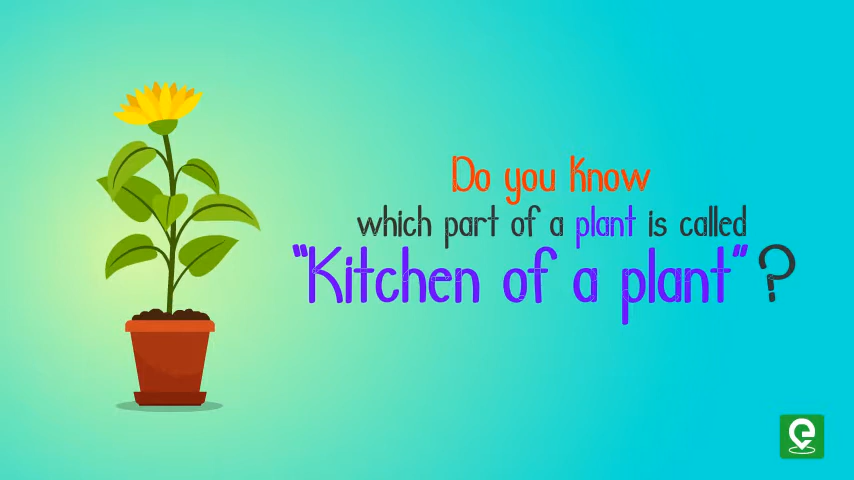 Do you Know
which part of a plant is called
"Kitchen of a plant"?
e